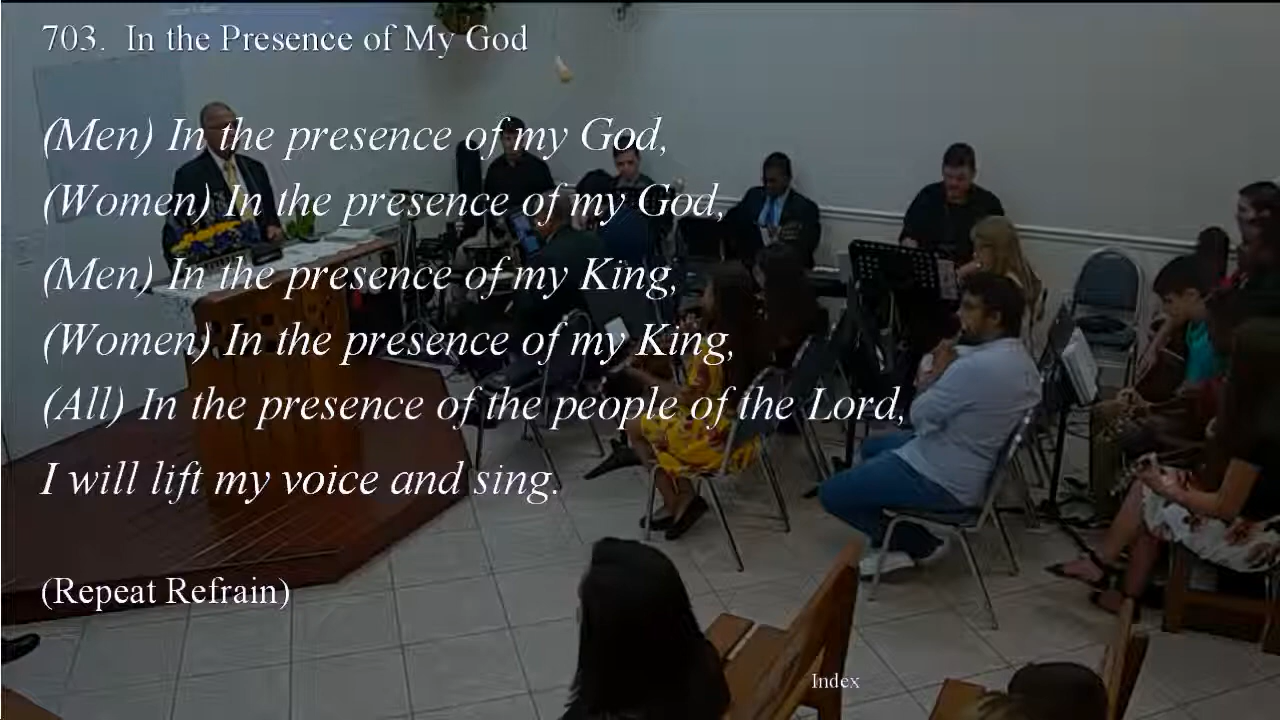 703. In the Presence of My God
(Men) In the presence of my God,
(Women) In the presence of my God,
(Men) In the presence of my King,
(Women) In the presence of my King,
(All) In the presence of the people of the Lord,
I will lift my voice and sing.
(Repeat Refrain)
Index